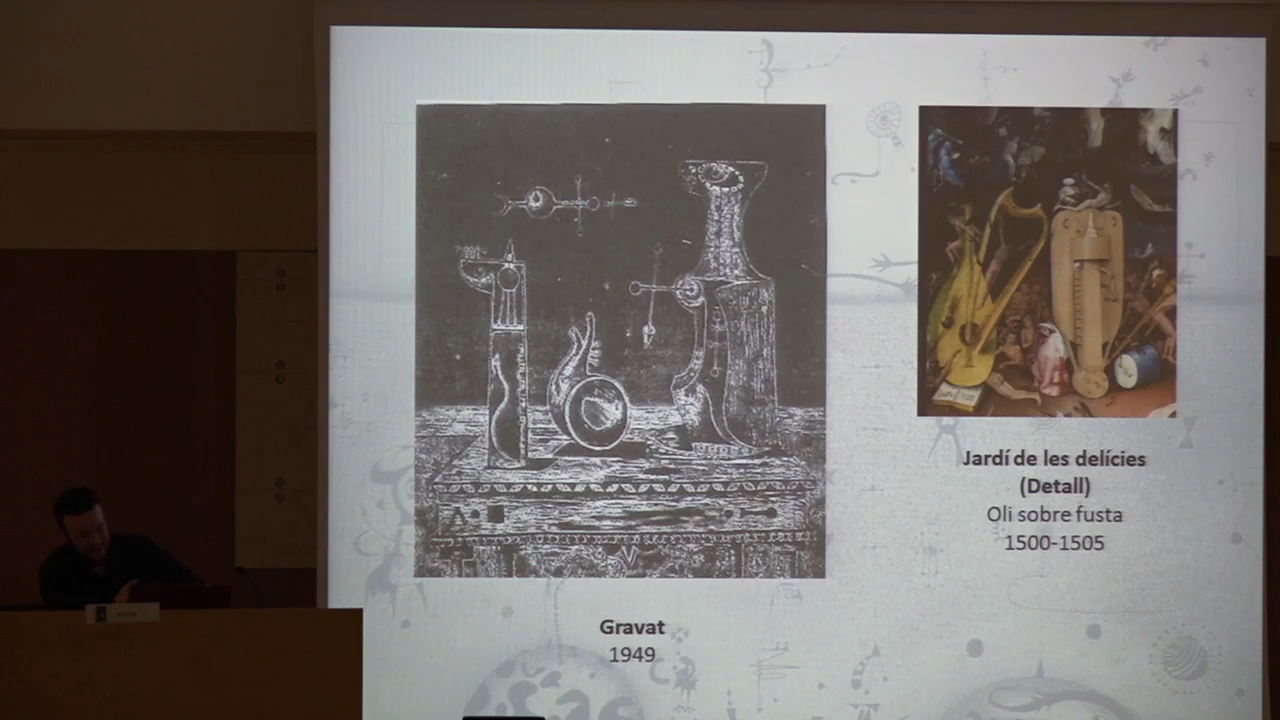 Gravat
1949
Jardí de les delícies
(Detall)
Oli sobre fusta
1500-1505